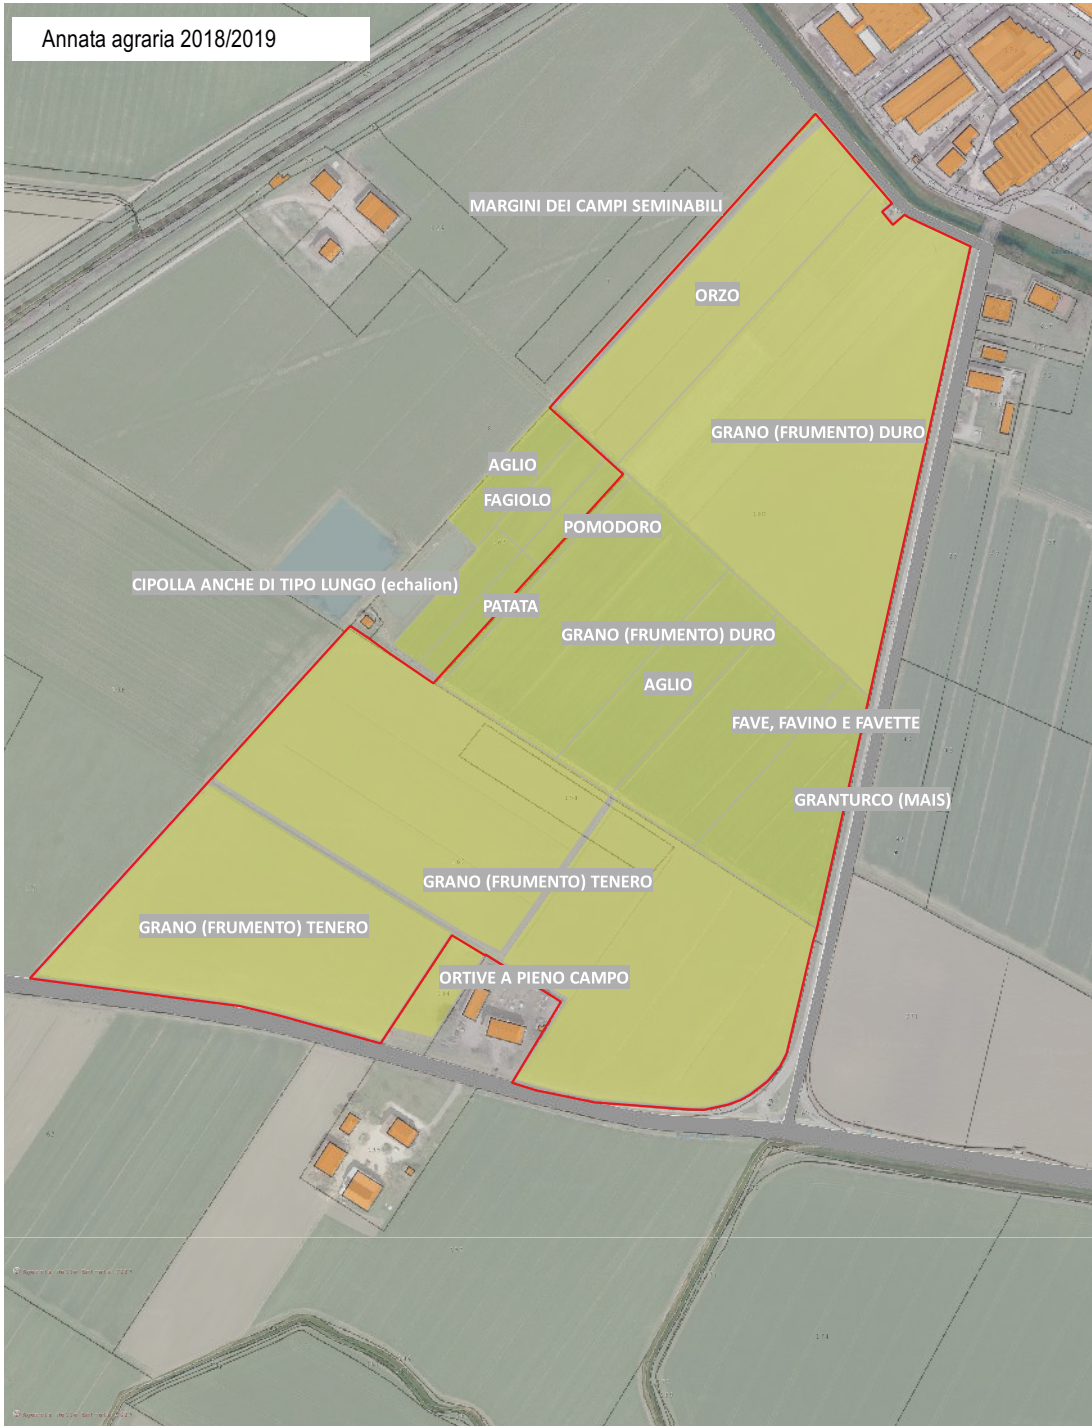 Annata agraria 2018/2019
MARGINI DEI CAMPI SEMINABILI
ORZO
GRANO (FRUMENTO) DURO
AGLIO
FAGIOLO
POMODORO
CIPOLLA ANCHE DI TIPO LUNGO (echalion)
PATATA
GRANO (FRUMENTO) DURO
AGLIO
FAVE, FAVINO E FAVETTE
GRANTURCO (MAIS)
GRANO (FRUMENTO) TENERO
GRANO (FRUMENTO) TENERO
ORTIVE A PIENO CAMPO